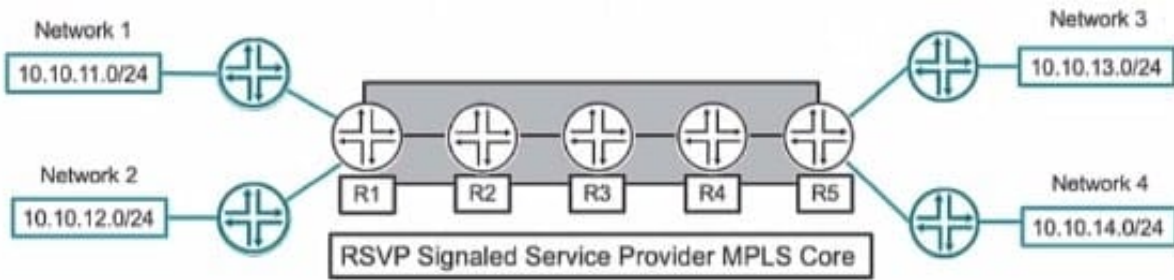 Network 1
10.10.11.0/24
Network 2
10.10.12.0/24
R1
R2
R3
R4
R5
RSVP Signaled Service Provider MPLS Core
Network 3
10.10.13.0/24
Network 4
10.10.14.0/24